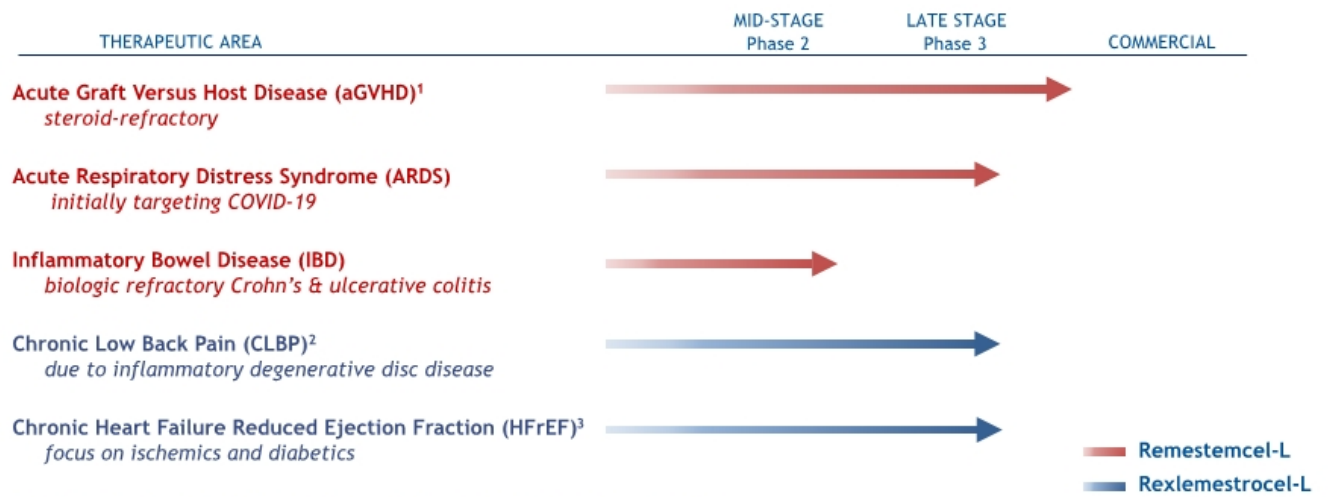 MID-STAGE
Phase 2
LATE STAGE
Phase 3
THERAPEUTIC AREA
COMMERCIAL
Acute Graft Versus Host Disease (aGVHD)¹
steroid-refractory
Acute Respiratory Distress Syndrome (ARDS)
initially targeting COVID-19
Inflammatory Bowel Disease (IBD)
biologic refractory Crohn’s & ulcerative colitis
Chronic Low Back Pain (CLBP)²
due to inflammatory degenerative disc disease
Chronic Heart Failure Reduced Ejection Fraction (HFrEF)³
focus on ischemics and diabetics
Remestemcel-L
Rexlemestrocel-L